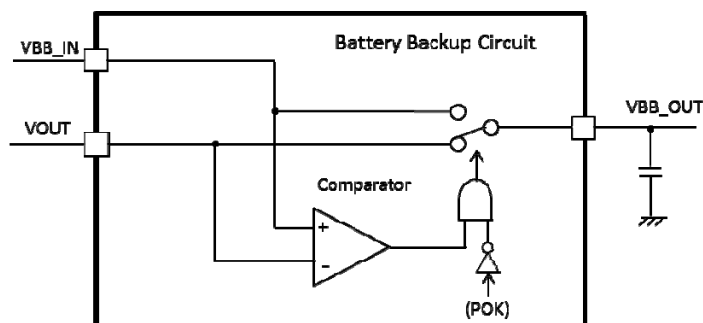 Battery Backup Circuit
VBB_IN
VBB_OUT
VOUT
Comparator
+
-
(POK)